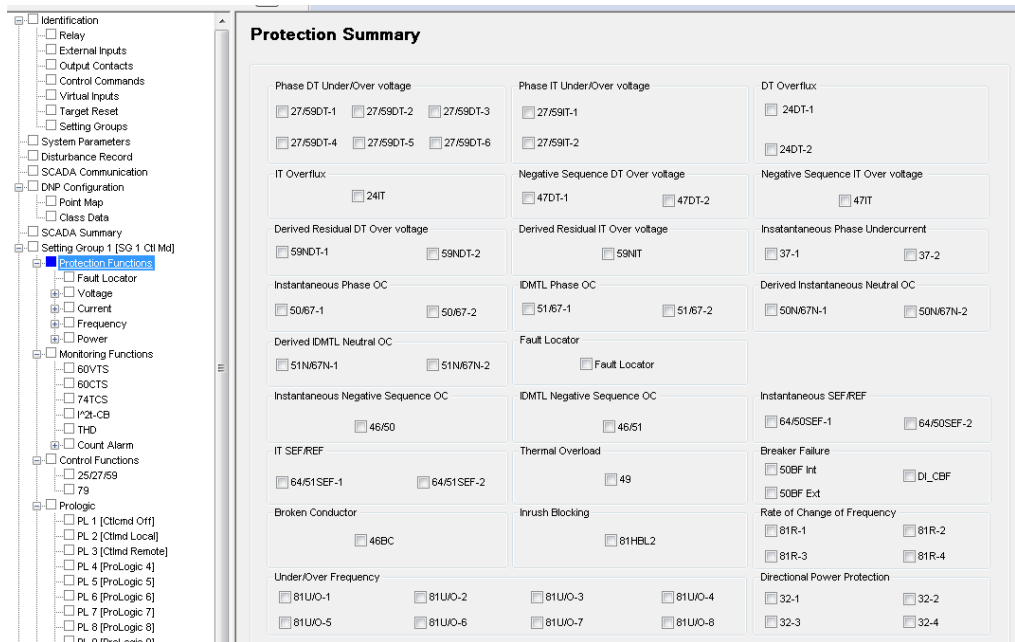 Identification
Relay
External Inputs
Output Contacts
Control Commands
Virtual Inputs
Target Reset
Setting Groups
System Parameters
Disturbance Record
SCADA Communication
DNP Configuration
Point Map
Class Data
SCADA Summary
Setting Group 1 [SG 1 Ctl Md]
Protection Functions
Fault Locator
Voltage
Current
Frequency
Power
Monitoring Functions
60VTS
60CTS
74TCS
I^2t-CB
THD
Count Alarm
Control Functions
25/27/59
79
Prologic
PL 1 [Ctlcmd Off]
PL 2 [Ctlmd Local]
PL 3 [Ctlmd Remote]
PL 4 [ProLogic 4]
PL 5 [ProLogic 5]
PL 6 [ProLogic 6]
PL 7 [ProLogic 7]
PL 8 [ProLogic 8]
PL 9 [ProLogic 9]
Protection Summary
Phase DT Under/Over voltage
27/59DT-1 27/59DT-2 27/59DT-3
27/59DT-4 27/59DT-5 27/59DT-6
Phase IT Under/Over voltage
27/59IT-1
27/59IT-2
DT Overflux
24DT-1
24DT-2
IT Overflux
24IT
Negative Sequence DT Over voltage
47DT-1 47DT-2
Negative Sequence IT Over voltage
47IT
Derived Residual DT Over voltage
59NDT-1 59NDT-2
Derived Residual IT Over voltage
59NIT
Insatantaneous Phase Undercurrent
37-1 37-2
Instantaneous Phase OC
50/67-1 50/67-2
IDMTL Phase OC
51/67-1 51/67-2
Derived Instantaneous Neutral OC
50N/67N-1 50N/67N-2
Derived IDMTL Neutral OC
51N/67N-1 51N/67N-2
Fault Locator
Fault Locator
Instantaneous Negative Sequence OC
46/50
IDMTL Negative Sequence OC
46/51
Instantaneous SEF/REF
64/50SEF-1 64/50SEF-2
IT SEF/REF
64/51SEF-1 64/51SEF-2
Thermal Overload
49
Breaker Failure
50BF Int DI_CBF
50BF Ext
Broken Conductor
46BC
Inrush Blocking
81HBL2
Rate of Change of Frequency
81R-1 81R-2
81R-3 81R-4
Under/Over Frequency
81U/O-1 81U/O-2 81U/O-3 81U/O-4
81U/O-5 81U/O-6 81U/O-7 81U/O-8
Directional Power Protection
32-1 32-2
32-3 32-4